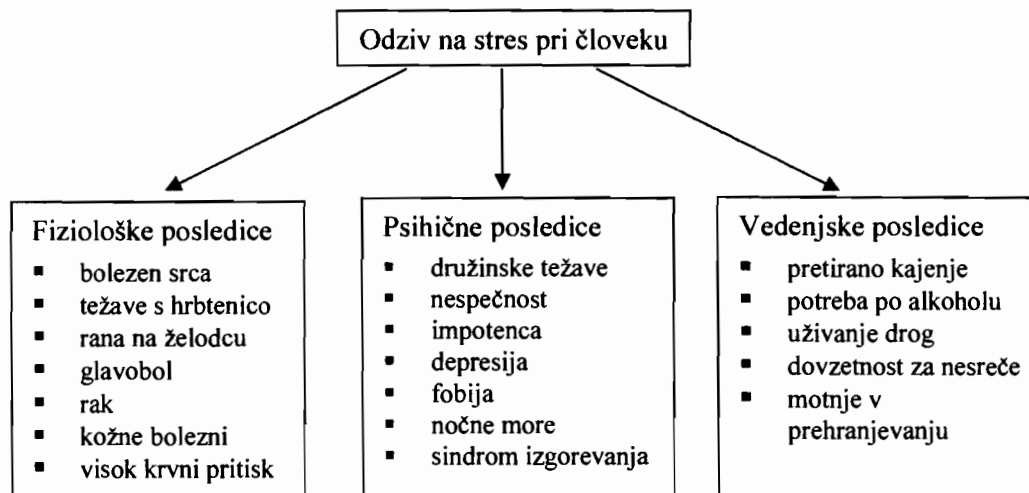 Odziv na stres pri človeku
Fiziološke posledice
▪ bolezen srca
▪ težave s hrbtenico
▪ rana na želodcu
▪ glavobol
▪ rak
▪ kožne bolezni
▪ visok krvni pritisk
Psihične posledice
▪ družinske težave
▪ nespečnost
▪ impotenca
▪ depresija
▪ fobija
▪ nočne more
▪ sindrom izgorevanja
Vedenjske posledice
▪ pretirano kajenje
▪ potreba po alkoholu
▪ uživanje drog
▪ dovzetnost za nesreče
▪ motnje v
prehranjevanju